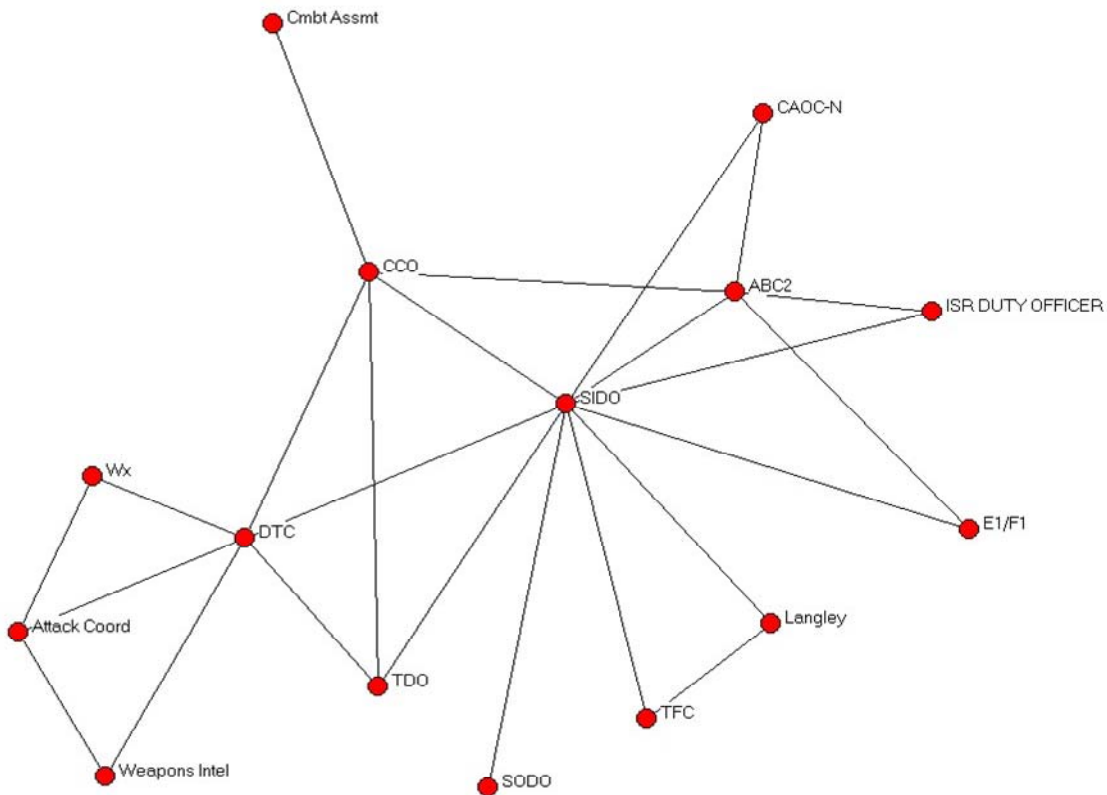 Cmbt Assmt
CAOC-N
CCO
ABC2
ISR DUTY OFFICER
SIDO
Wx
DTC
E1/F1
Langley
Attack Coord
TDO
TFC
Weapons Intel
SODO